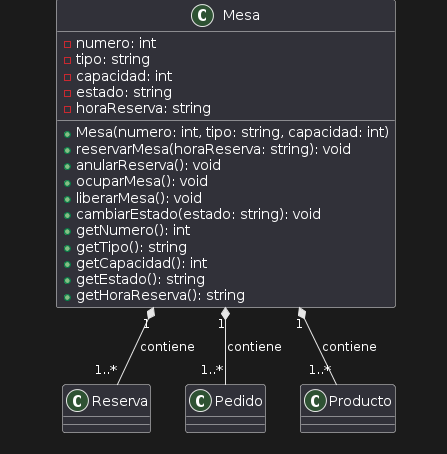 C Mesa
numero: int
tipo: string
capacidad: int
estado: string
horaReserva: string
Mesa(numero: int, tipo: string, capacidad: int)
reservarMesa(horaReserva: string): void
anularReserva(): void
ocuparMesa(): void
liberarMesa(): void
cambiarEstado(estado: string): void
getNumero(): int
getTipo(): string
getCapacidad(): int
getEstado(): string
getHoraReserva(): string
1 1 1
contiene contiene contiene
1..* 1..* 1..*
C Reserva C Pedido C Producto